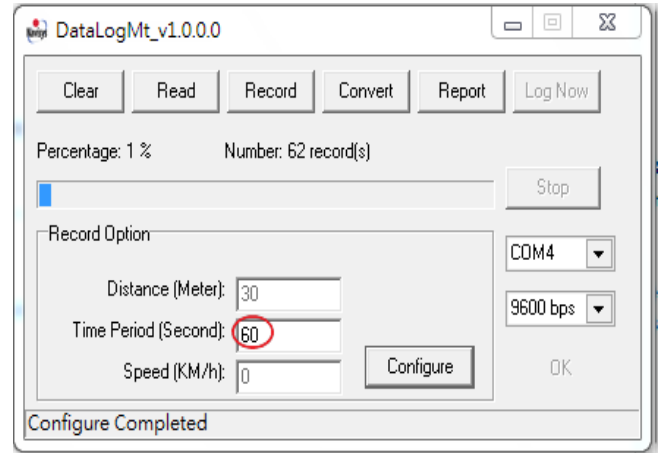 DataLogMt_v1.0.0.0
Clear Read Record Convert Report Log Now
Percentage: 1 % Number: 62 record(s)
Stop
Record Option
COM4
Distance (Meter): 30
9600 bps
Time Period (Second): 60
Speed (KM/h): 0 Configure OK
Configure Completed